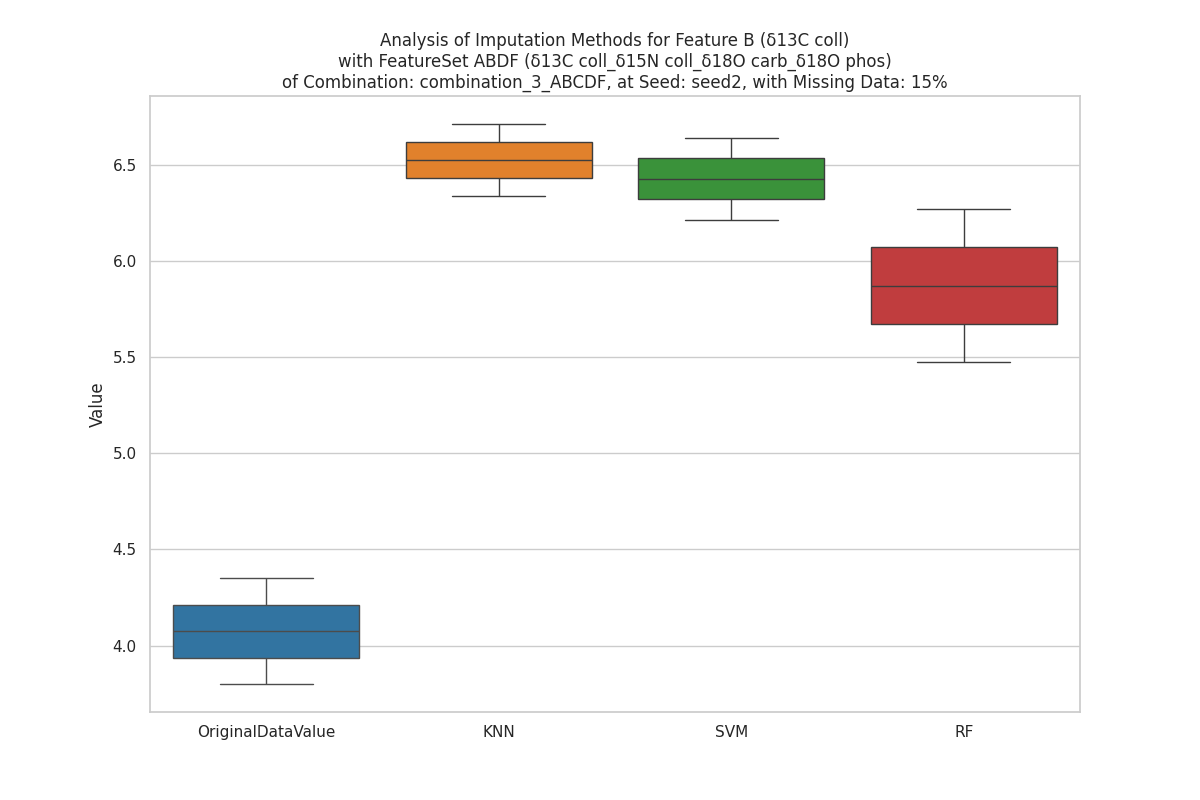 Analysis of Imputation Methods for Feature B (δ13C coll)
with FeatureSet ABDF (δ13C coll_δ15N coll_δ18O carb_δ18O phos)
of Combination: combination_3_ABCDF, at Seed: seed2, with Missing Data: 15%
Value
6.5
6.0
5.5
5.0
4.5
4.0
OriginalDataValue
KNN
SVM
RF